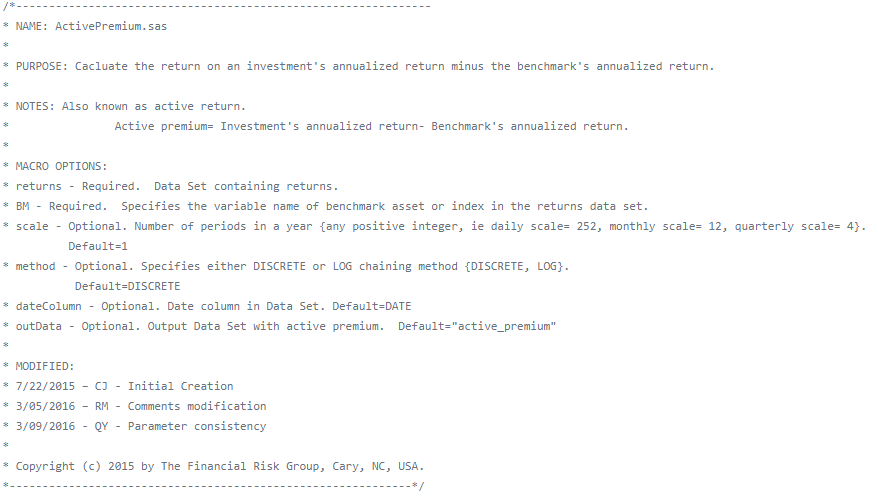 /*---------------------------------------------------------------
* NAME: ActivePremium.sas
*
* PURPOSE: Cacluate the return on an investment's annualized return minus the benchmark's annualized return.
*
* NOTES: Also known as active return.
*                Active premium= Investment's annualized return- Benchmark's annualized return.
*
* MACRO OPTIONS:
* returns - Required.  Data Set containing returns.
* BM - Required.  Specifies the variable name of benchmark asset or index in the returns data set.
* scale - Optional. Number of periods in a year {any positive integer, ie daily scale= 252, monthly scale= 12, quarterly scale= 4}.
          Default=1
* method - Optional. Specifies either DISCRETE or LOG chaining method {DISCRETE, LOG}.
           Default=DISCRETE
* dateColumn - Optional. Date column in Data Set. Default=DATE
* outData - Optional. Output Data Set with active premium.  Default="active_premium"
*
* MODIFIED:
* 7/22/2015 – CJ - Initial Creation
* 3/05/2016 – RM - Comments modification
* 3/09/2016 - QY - Parameter consistency
*
* Copyright (c) 2015 by The Financial Risk Group, Cary, NC, USA.
*-------------------------------------------------------------*/